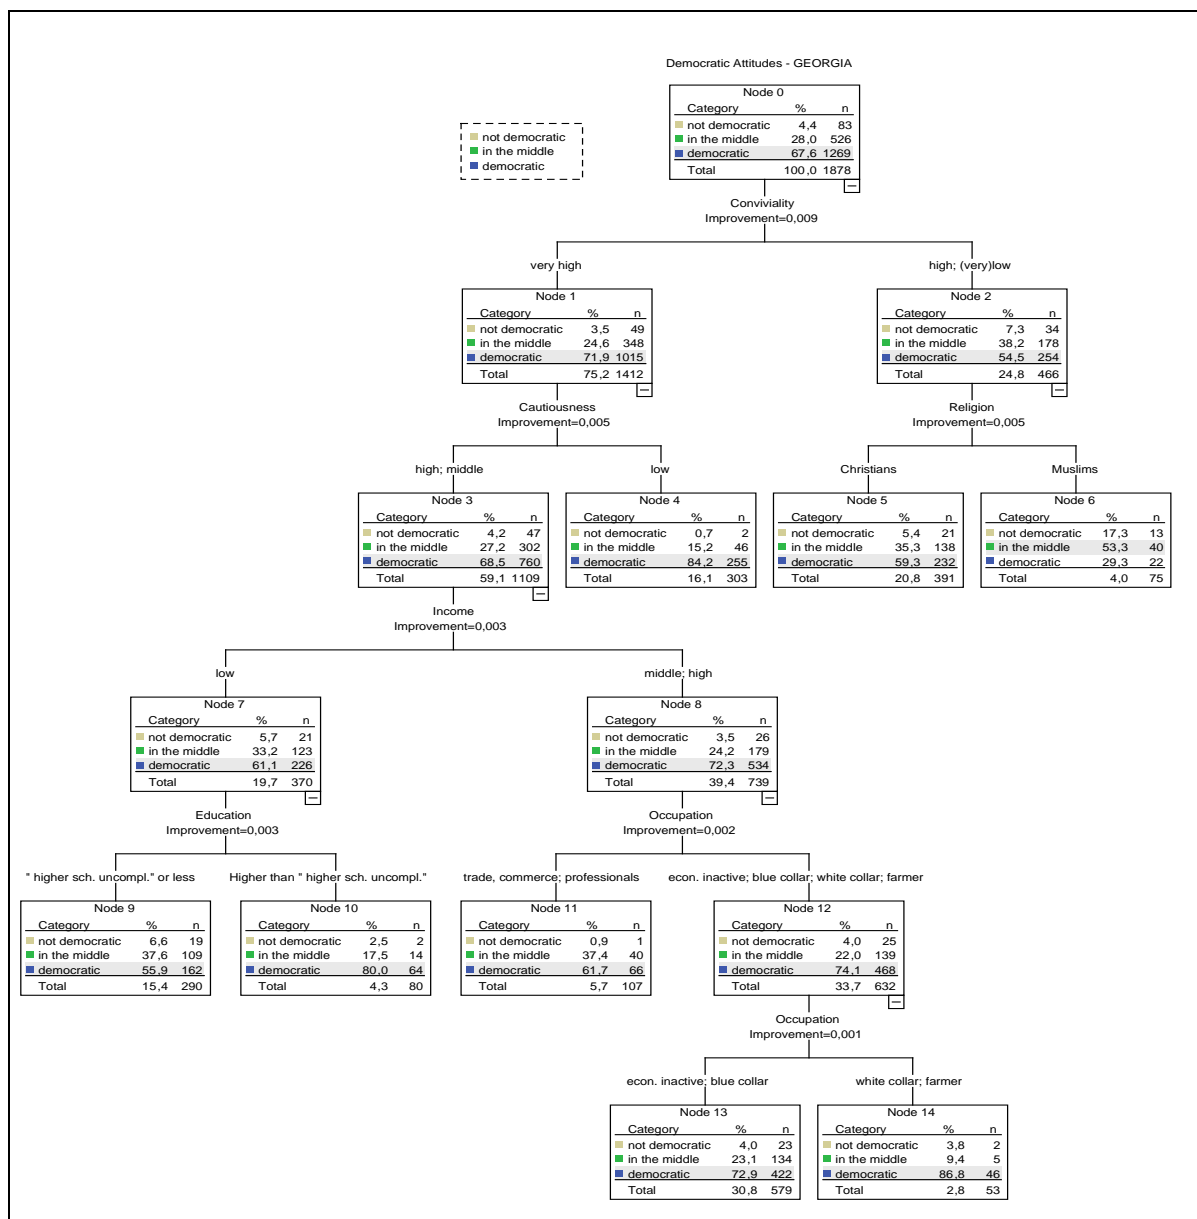 Democratic Attitudes - GEORGIA
not democratic
in the middle
democratic
Node 0
Category % n
not democratic 4,4 83
in the middle 28,0 526
democratic 67,6 1269
Total 100,0 1878
Conviviality
Improvement=0,009
very high
high; (very)low
Node 1
Category % n
not democratic 3,5 49
in the middle 24,6 348
democratic 71,9 1015
Total 75,2 1412
Node 2
Category % n
not democratic 7,3 34
in the middle 38,2 178
democratic 54,5 254
Total 24,8 466
Cautiousness
Improvement=0,005
Religion
Improvement=0,005
high; middle
low
Christians
Muslims
Node 3
Category % n
not democratic 4,2 47
in the middle 27,2 302
democratic 68,5 760
Total 59,1 1109
Node 4
Category % n
not democratic 0,7 2
in the middle 15,2 46
democratic 84,2 255
Total 16,1 303
Node 5
Category % n
not democratic 5,4 21
in the middle 35,3 138
democratic 59,3 232
Total 20,8 391
Node 6
Category % n
not democratic 17,3 13
in the middle 53,3 40
democratic 29,3 22
Total 4,0 75
Income
Improvement=0,003
low
middle; high
Node 7
Category % n
not democratic 5,7 21
in the middle 33,2 123
democratic 61,1 226
Total 19,7 370
Node 8
Category % n
not democratic 3,5 26
in the middle 24,2 179
democratic 72,3 534
Total 39,4 739
Education
Improvement=0,003
Occupation
Improvement=0,002
" higher sch. uncompl." or less
Higher than " higher sch. uncompl."
trade, commerce; professionals
econ. inactive; blue collar; white collar; farmer
Node 9
Category % n
not democratic 6,6 19
in the middle 37,6 109
democratic 55,9 162
Total 15,4 290
Node 10
Category % n
not democratic 2,5 2
in the middle 17,5 14
democratic 80,0 64
Total 4,3 80
Node 11
Category % n
not democratic 0,9 1
in the middle 37,4 40
democratic 61,7 66
Total 5,7 107
Node 12
Category % n
not democratic 4,0 25
in the middle 22,0 139
democratic 74,1 468
Total 33,7 632
Occupation
Improvement=0,001
econ. inactive; blue collar
white collar; farmer
Node 13
Category % n
not democratic 4,0 23
in the middle 23,1 134
democratic 72,9 422
Total 30,8 579
Node 14
Category % n
not democratic 3,8 2
in the middle 9,4 5
democratic 86,8 46
Total 2,8 53